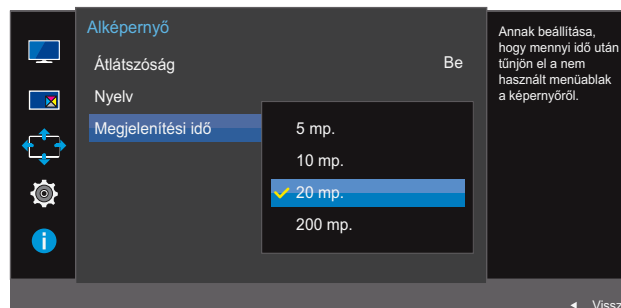 Alképernyő
Átlátszóság Be
Nyelv
Megjelenítési idő
5 mp.
10 mp.
20 mp.
200 mp.
Annak beállítása,
hogy mennyi idő után
tűnjön el a nem
használt menüablak
a képernyőről.